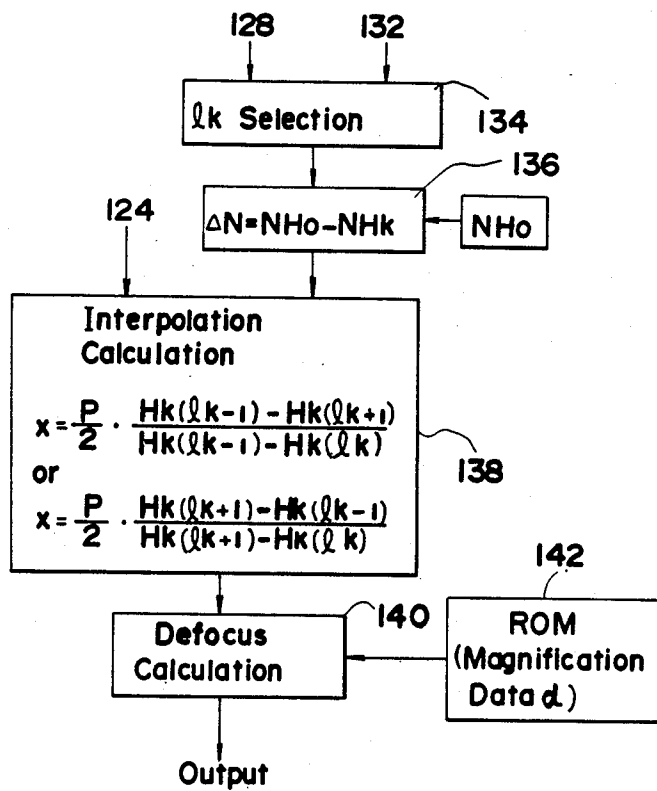 128 132
ℓk Selection
134
136
124
ΔN=NHo-NHk
NHo
Interpolation
Calculation
x = P/2 · Hk(ℓk-1) - Hk(ℓk+1) / Hk(ℓk-1) - Hk(ℓk)
or
x = P/2 · Hk(ℓk+1) - Hk(ℓk-1) / Hk(ℓk+1) - Hk(ℓk)
138
142
140
Defocus
Calculation
ROM
(Magnification
Data α)
Output